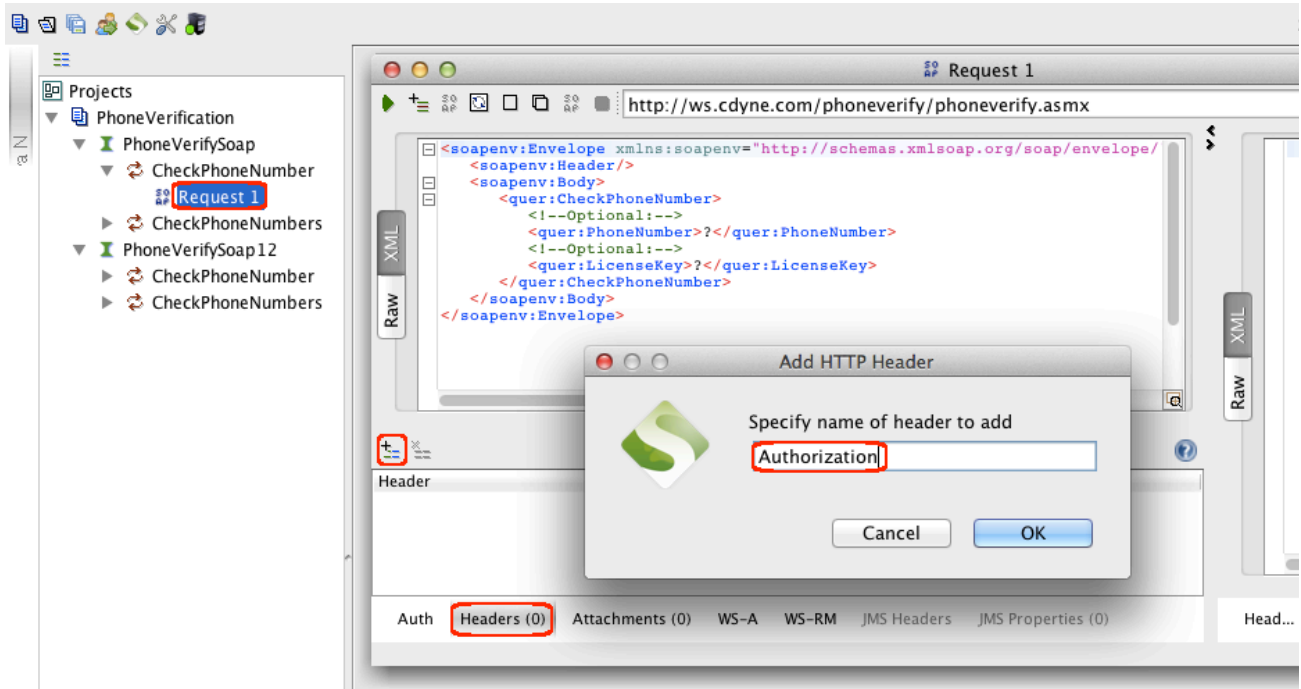 Projects
PhoneVerification
PhoneVerifySoap
CheckPhoneNumber
Request 1
CheckPhoneNumbers
PhoneVerifySoap12
CheckPhoneNumber
CheckPhoneNumbers
Request 1
http://ws.cdyne.com/phoneverify/phoneverify.asmx
XML
Raw
<soapenv:Envelope xmlns:soapenv="http://schemas.xmlsoap.org/soap/envelope/
<soapenv:Header/>
<soapenv:Body>
<quer:CheckPhoneNumber>
<!--Optional:-->
<quer:PhoneNumber>?</quer:PhoneNumber>
<!--Optional:-->
<quer:LicenseKey>?</quer:LicenseKey>
</quer:CheckPhoneNumber>
</soapenv:Body>
</soapenv:Envelope>
XML
Raw
Add HTTP Header
Specify name of header to add
Authorization
Cancel
OK
Header
Auth
Headers (0)
Attachments (0)
WS-A
WS-RM
JMS Headers
JMS Properties (0)
Head...